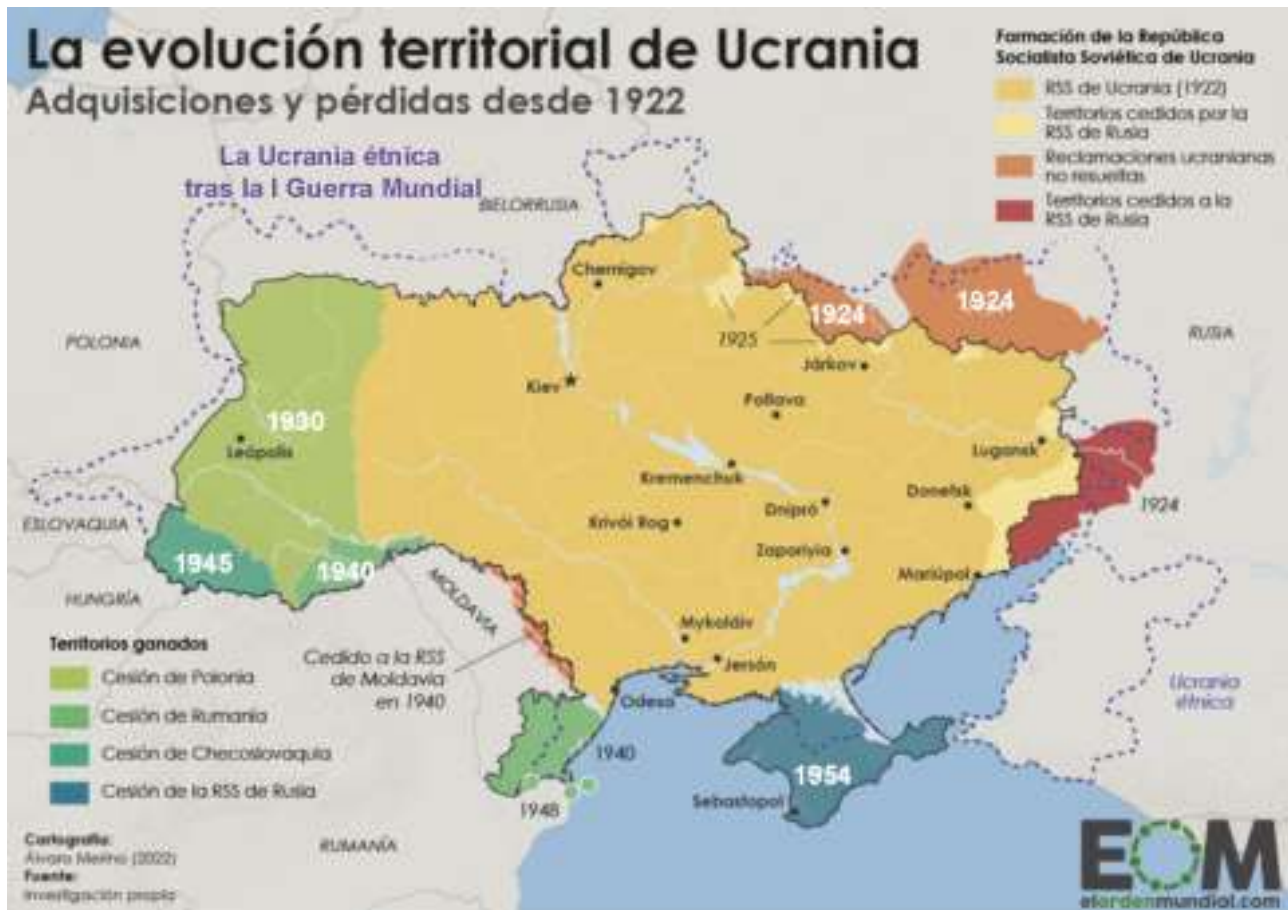 La evolución territorial de Ucrania
Adquisiciones y pérdidas desde 1922
Formación de la República
Socialista Soviética de Ucrania
RSS de Ucrania (1922)
Territorios cedidos por la
RSS de Rusia
Reclamaciones ucranianas
no resueltas
Territorios cedidos a la
RSS de Rusia
La Ucrania étnica
tras la I Guerra Mundial
BIELORRUSIA
Chernígov
1924
1924
1925
POLONIA
RUSIA
Járkov
Kiev
Poltava
1930
Leópolis
Lugansk
Kremenchuk
Donetsk
Dnipró
1924
ESLOVAQUIA
Krivói Rog
Zaporiyia
1945
1940
MOLDAVIA
Mariúpol
HUNGRÍA
Mykoláiv
Territorios ganados
Cedido a la RSS
de Moldavia
en 1940
Jersón
Cesión de Polonia
Odesa
Ucrania
étnica
Cesión de Rumanía
1940
Cesión de Checoslovaquia
1954
Cesión de la RSS de Rusia
1948
Sebastopol
Cartografía:
Álvaro Merino (2022)
Fuente:
Investigación propia
RUMANÍA
EOM
elordenmundial.com